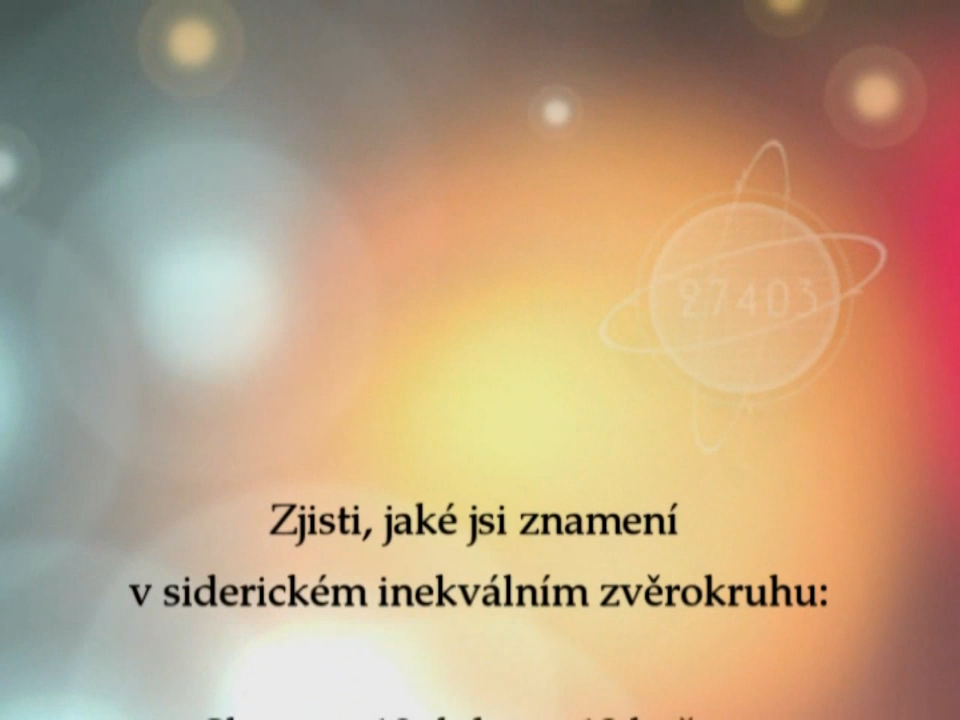 27403
Zjisti, jaké jsi znamení
v siderickém inekválním zvěrokruhu: